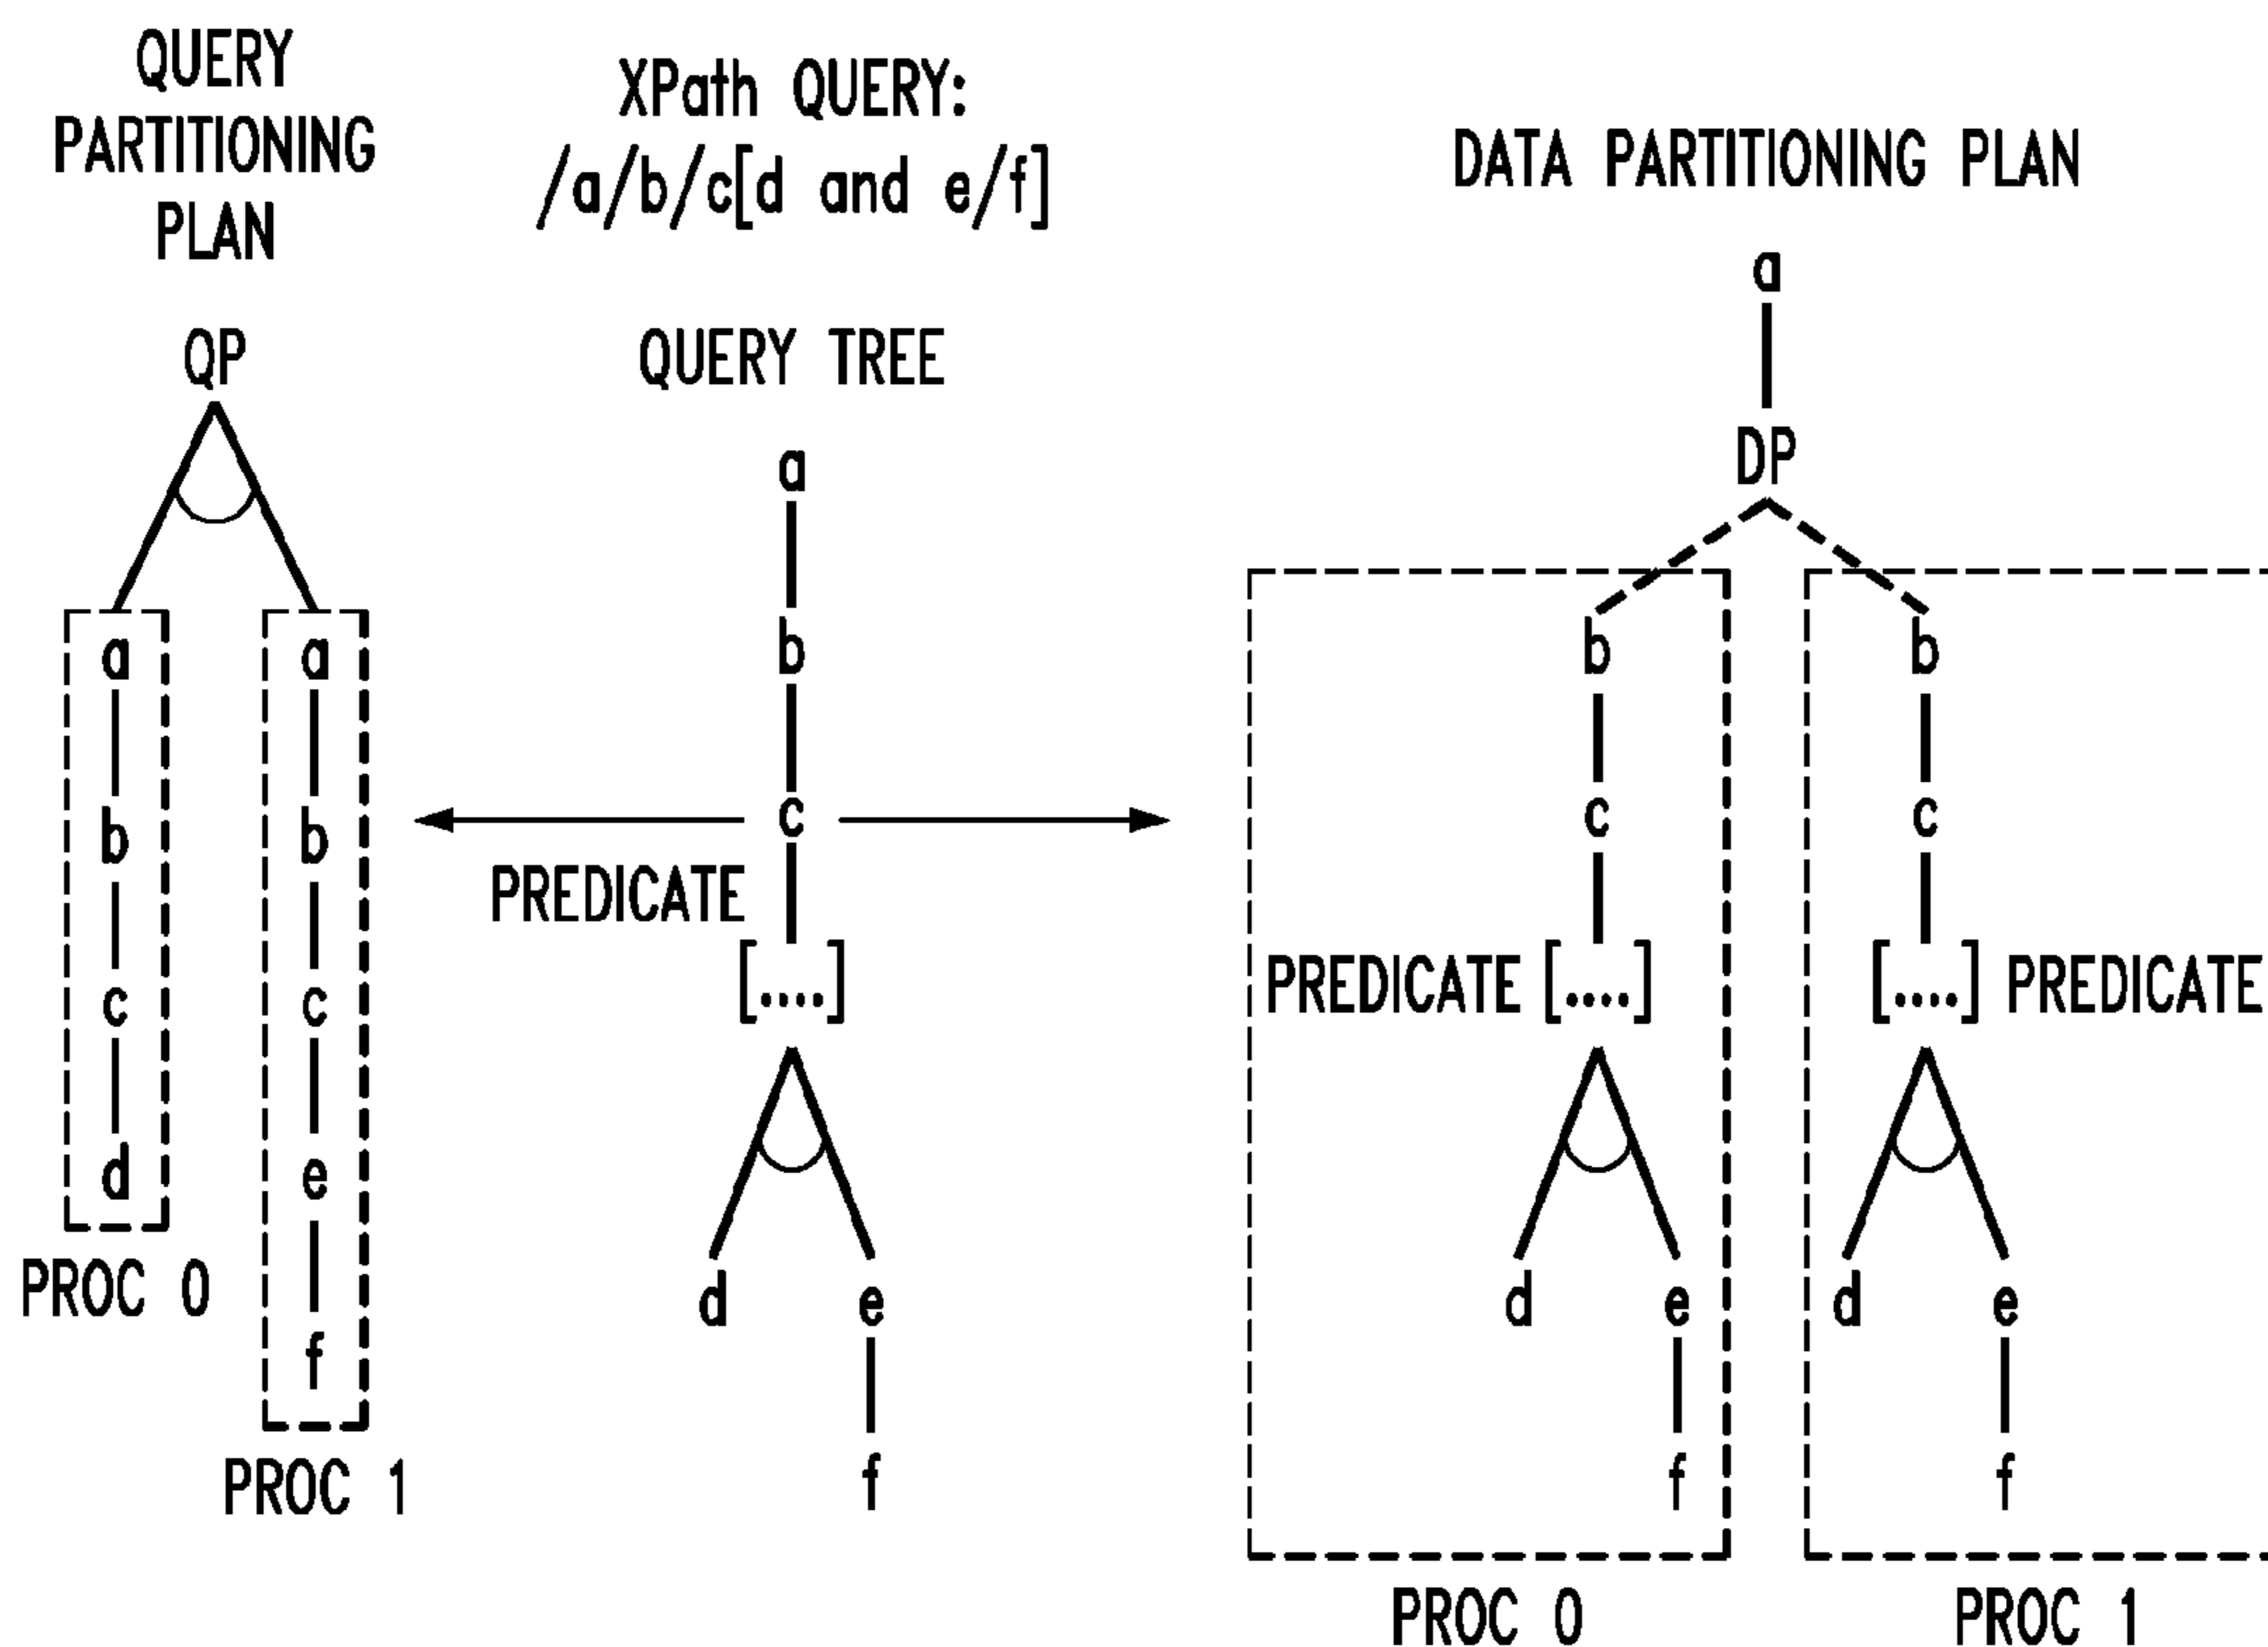 QUERY
PARTITIONING
PLAN
QP
a
b
c
d
PROC 0
a
b
c
e
f
PROC 1
XPath QUERY:
/a/b/c[d and e/f]
QUERY TREE
a
b
c
PREDICATE
[....]
d
e
f
DATA PARTITIONING PLAN
a
DP
b
c
PREDICATE [....]
d
e
f
PROC 0
b
c
[....] PREDICATE
d
e
f
PROC 1